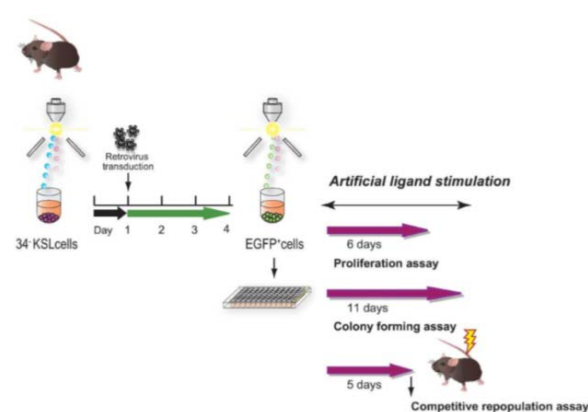 Retrovirus
transduction
Artificial ligand stimulation
Day 1 2 3 4
34⁻ KSLcells
EGFP⁺cells
6 days
Proliferation assay
11 days
Colony forming assay
5 days
Competitive repopulation assay